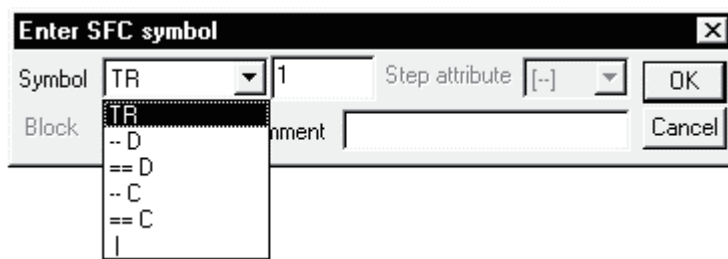 Enter SFC symbol
Symbol TR 1 Step attribute [--] OK
Block mment Cancel
TR
-- D
== D
-- C
== C
|